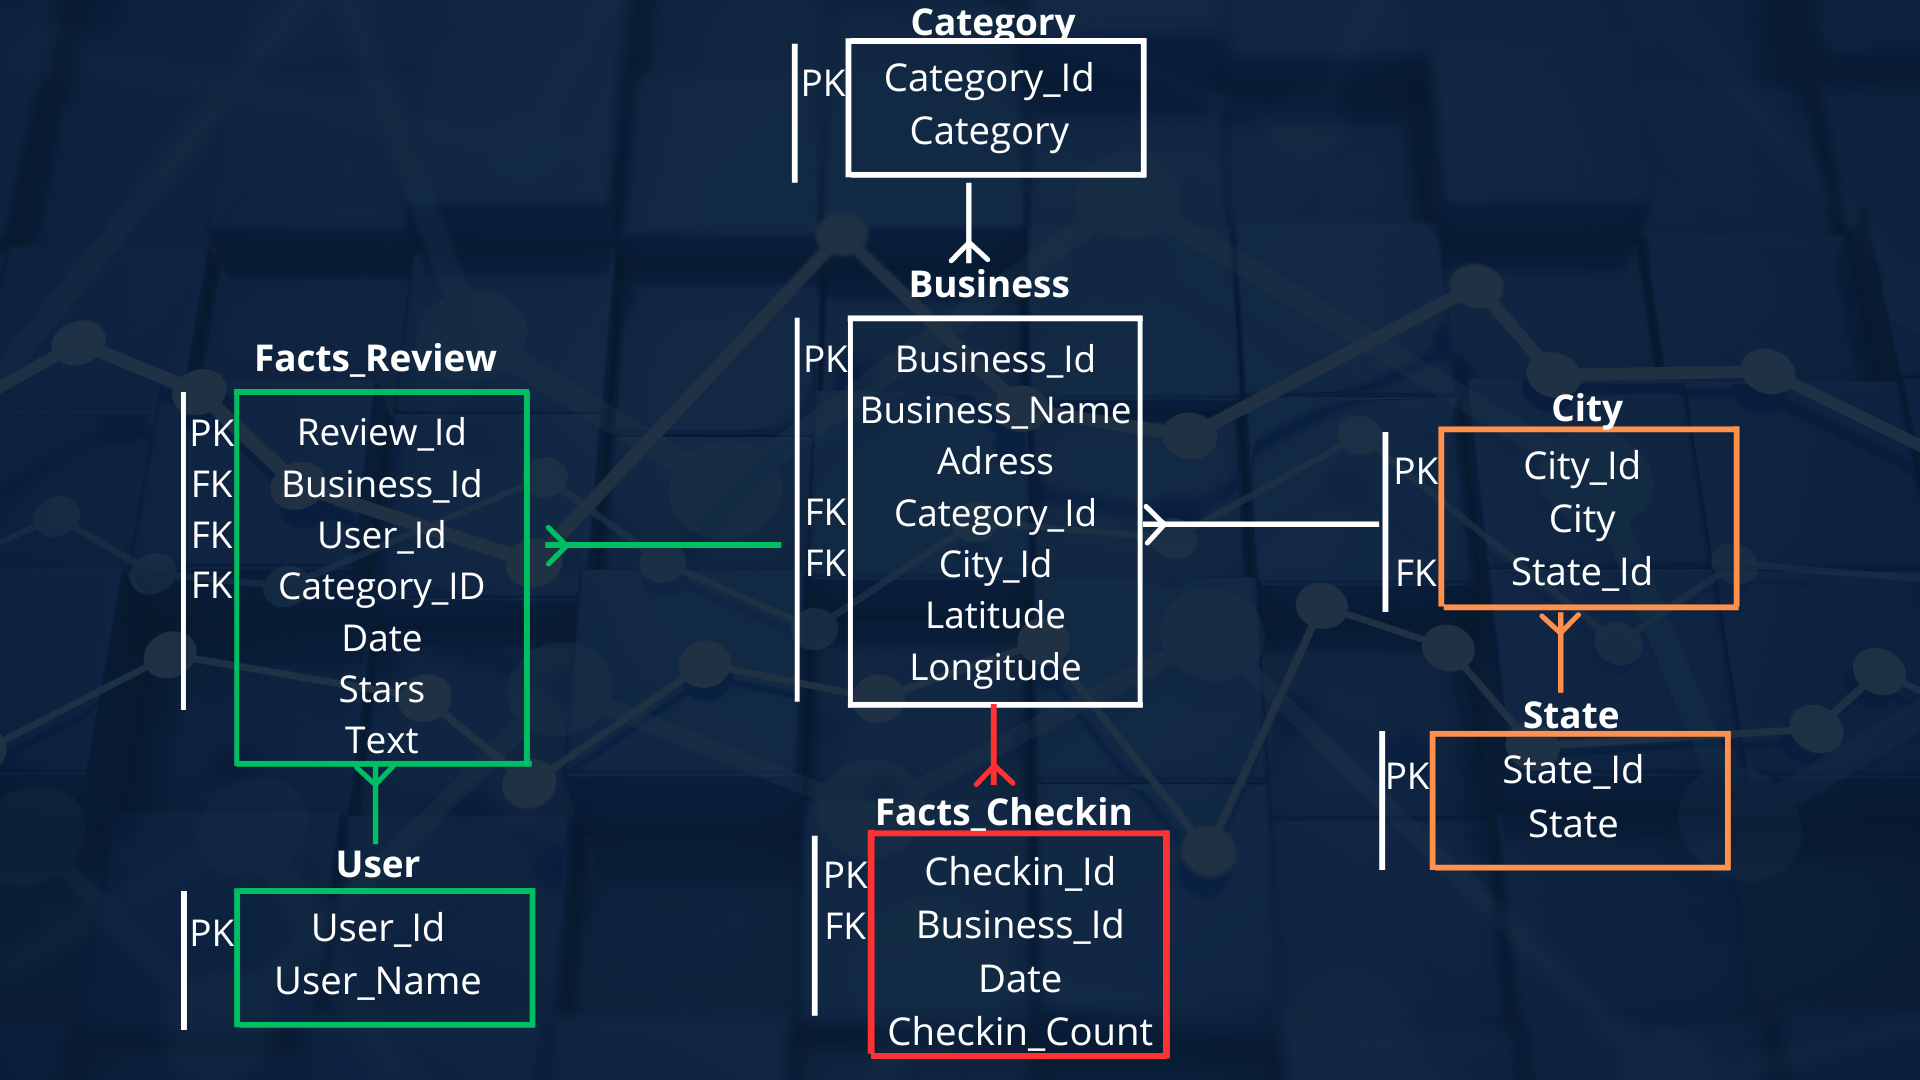 Category
PK Category_Id
Category
Business
PK Business_Id
Business_Name
Adress
FK Category_Id
FK City_Id
Latitude
Longitude
Facts_Review
PK Review_Id
FK Business_Id
FK User_Id
FK Category_ID
Date
Stars
Text
User
PK User_Id
User_Name
Facts_Checkin
PK Checkin_Id
FK Business_Id
Date
Checkin_Count
City
PK City_Id
City
FK State_Id
State
PK State_Id
State